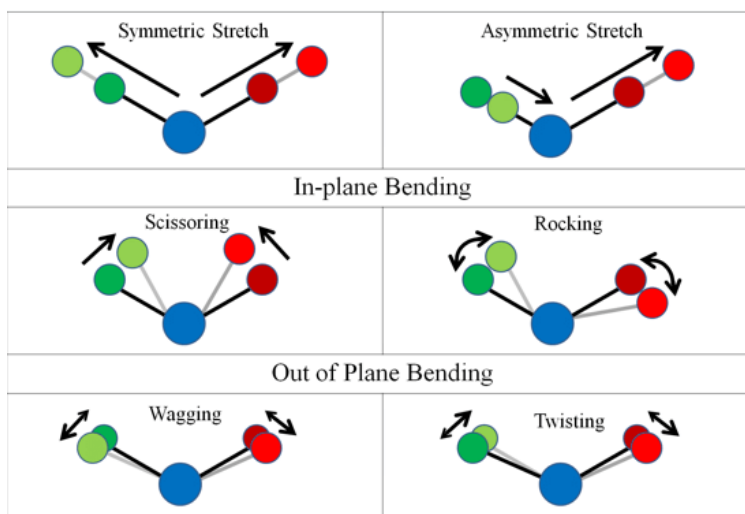 Symmetric Stretch
Asymmetric Stretch
In-plane Bending
Scissoring
Rocking
Out of Plane Bending
Wagging
Twisting